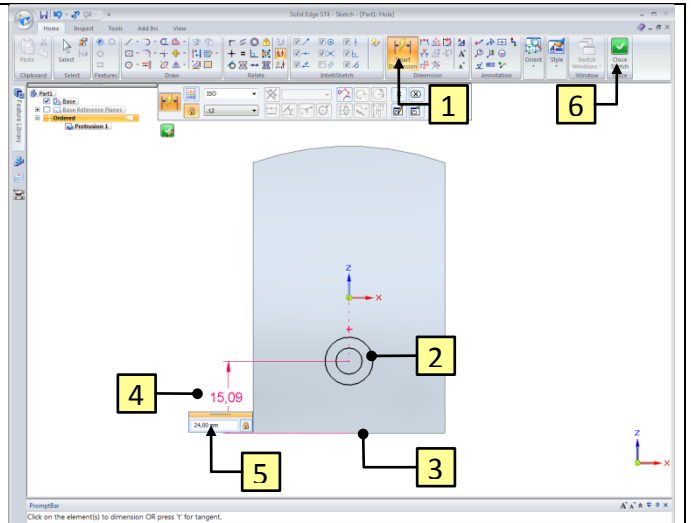 Solid Edge ST4 - Sketch - [Part1: Hole]
Home Inspect Tools Add Ins View
Paste Select Smart Dimension Orient Style Switch Windows Close Sketch
Clipboard Select Features Draw Relate IntelliSketch Dimension Annotation Window
1
6
Part1
Base
Base Reference Planes
Ordered
Protrusion 1
Feature Library
ISO
.12
Z
X
2
4
15,09
24,00 mm
5
3
Z
X
PromptBar
Click on the element(s) to dimension OR press 't' for tangent.